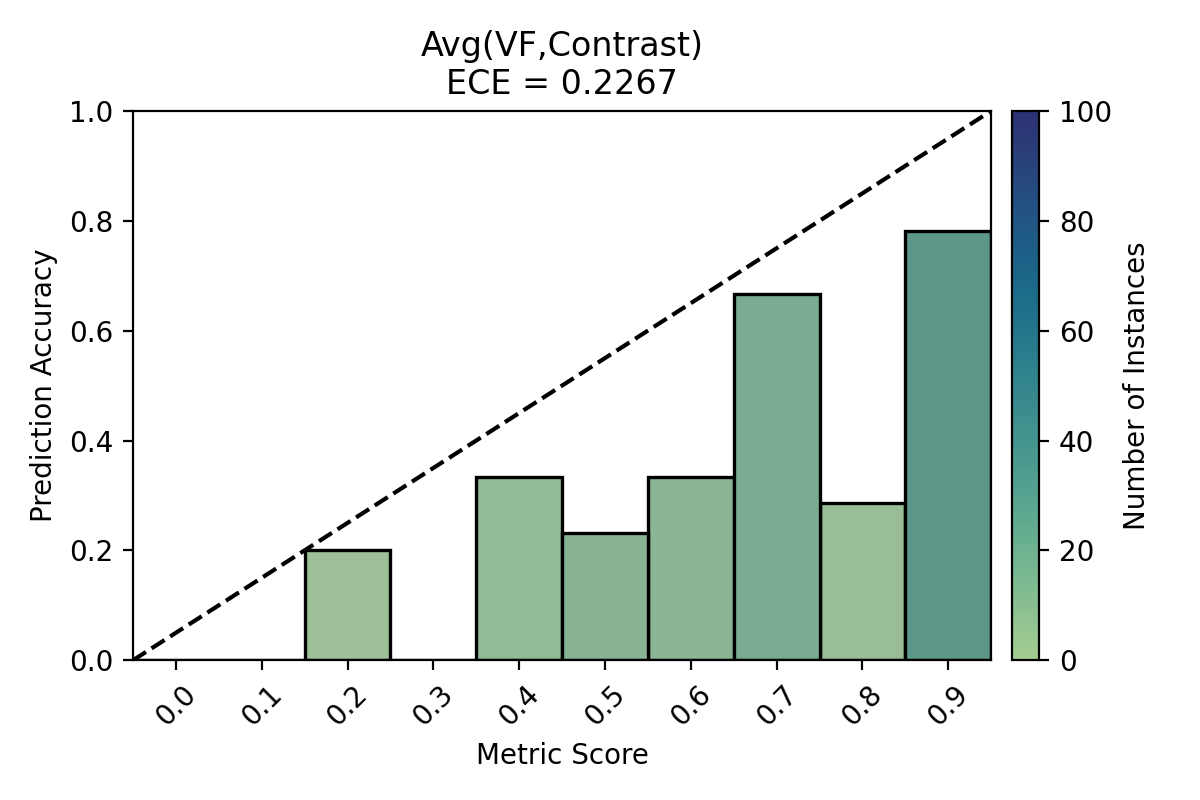 Avg(VF,Contrast)
ECE = 0.2267
Prediction Accuracy
1.0
0.8
0.6
0.4
0.2
0.0
0.0 0.1 0.2 0.3 0.4 0.5 0.6 0.7 0.8 0.9
Metric Score
100
80
60
40
20
0
Number of Instances